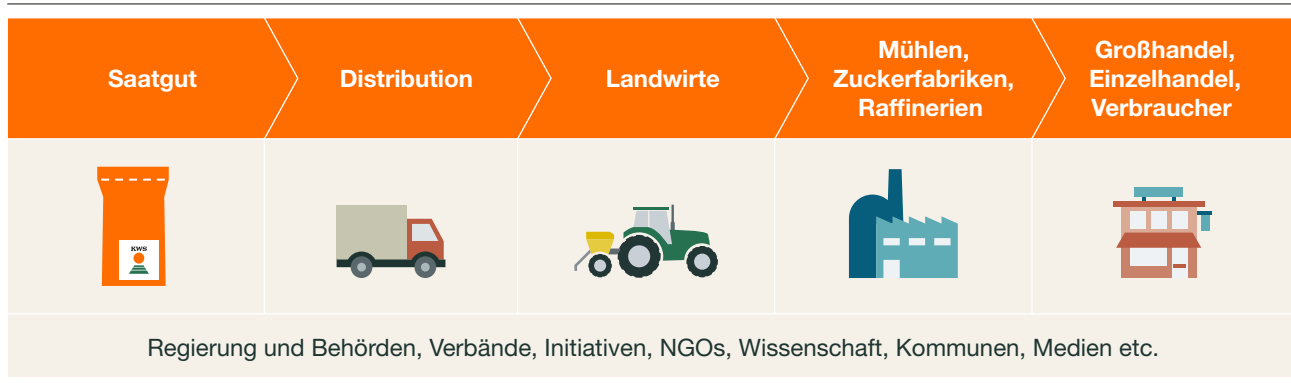 Saatgut
Distribution
Landwirte
Mühlen,
Zuckerfabriken,
Raffinerien
Großhandel,
Einzelhandel,
Verbraucher
KWS
Regierung und Behörden, Verbände, Initiativen, NGOs, Wissenschaft, Kommunen, Medien etc.